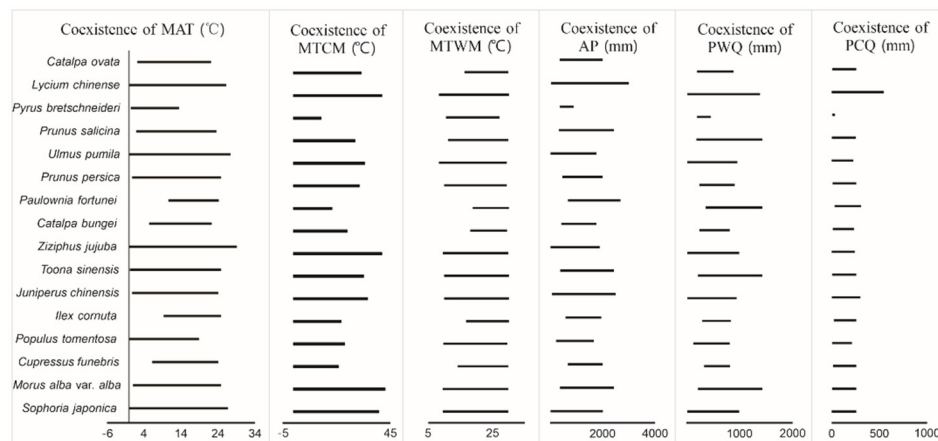 Coexistence of MAT (℃)
Coexistence of
MTCM (℃)
Coexistence of
MTWM (℃)
Coexistence of
AP (mm)
Coexistence of
PWQ (mm)
Coexistence of
PCQ (mm)
Catalpa ovata
Lycium chinense
Pyrus bretschneideri
Prunus salicina
Ulmus pumila
Prunus persica
Paulownia fortunei
Catalpa bungei
Ziziphus jujuba
Toona sinensis
Juniperus chinensis
Ilex cornuta
Populus tomentosa
Cupressus funebris
Morus alba var. alba
Sophoria japonica
-6 4 14 24 34
-5 45
5 25
0 2000 4000
0 1000 2000
0 500 1000